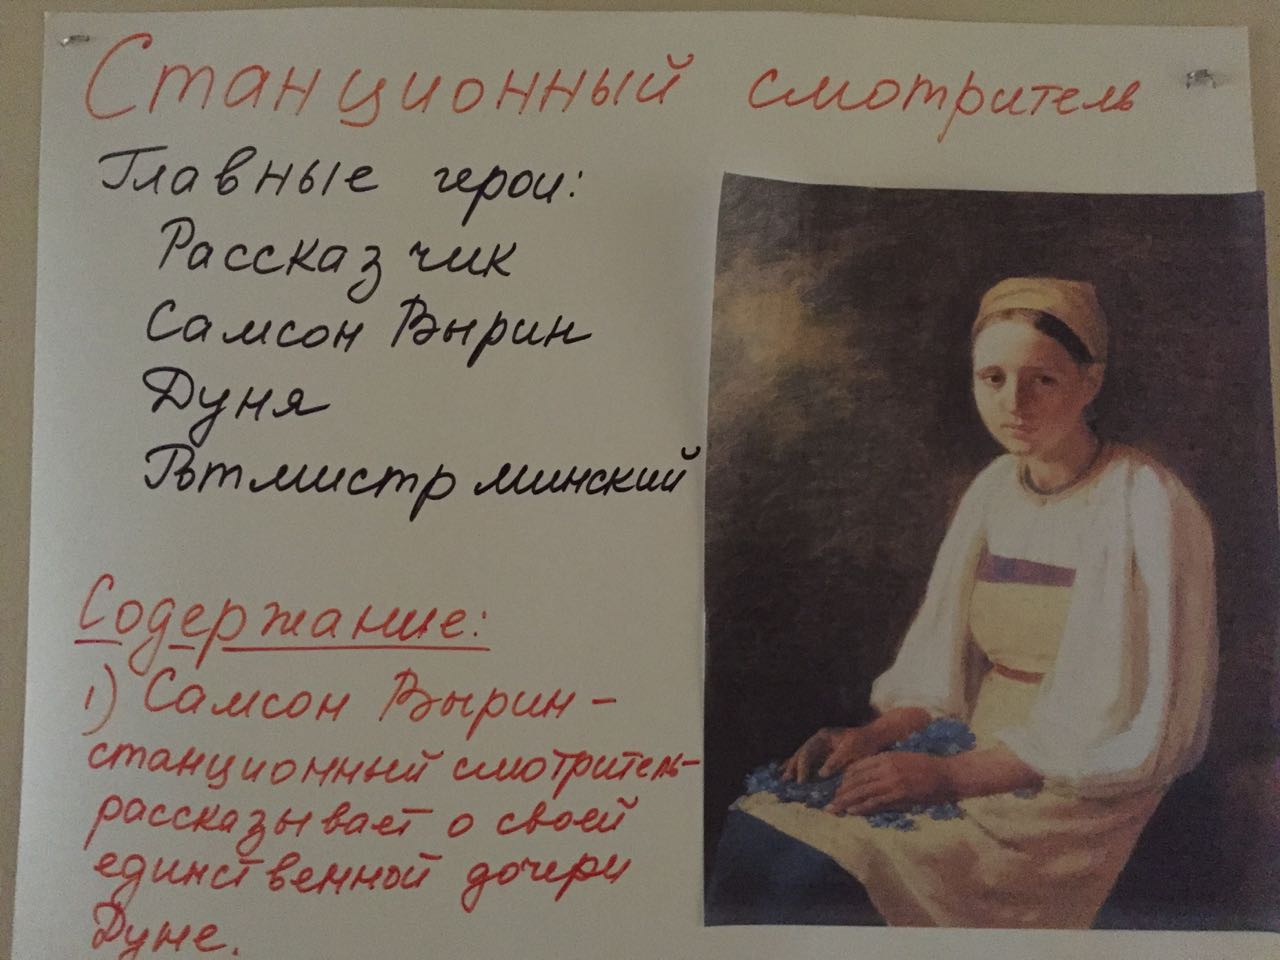 Станционный смотритель
Главные герои:
Рассказчик
Самсон Вырин
Дуня
Ротмистр минский
Содержание:
1) Самсон Вырин -
станционный смотритель-
рассказывает о своей
единственной дочери
Дуне.